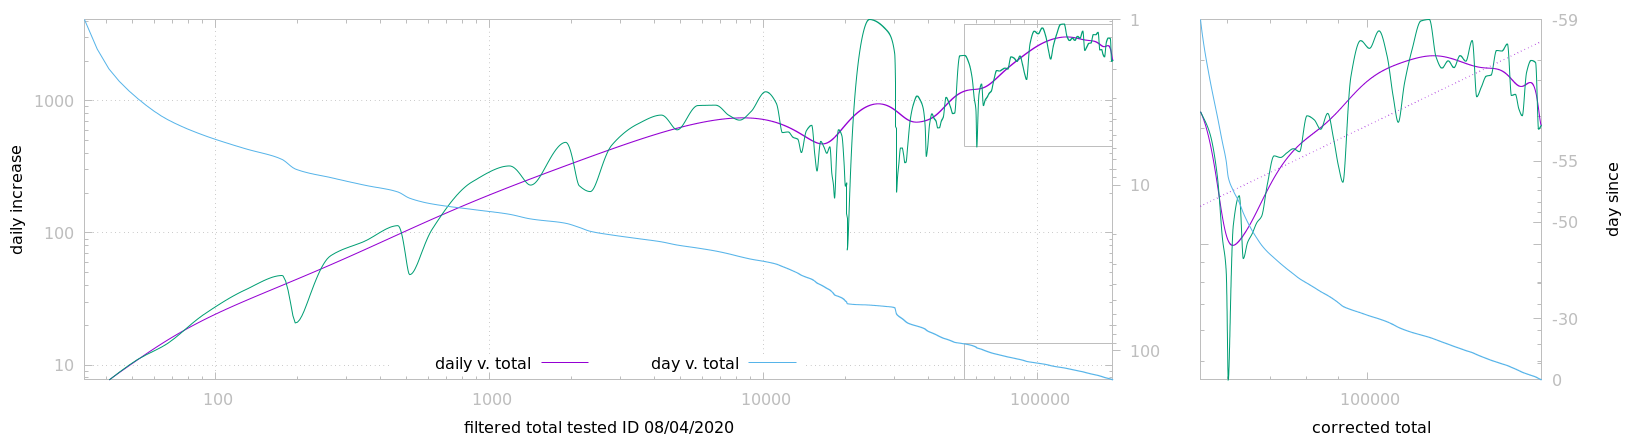 daily increase
1000
100
10
daily v. total
day v. total
100
1000
10000
100000
filtered total tested ID 08/04/2020
1
10
100
-59
-55
-50
-30
0
day since
100000
corrected total